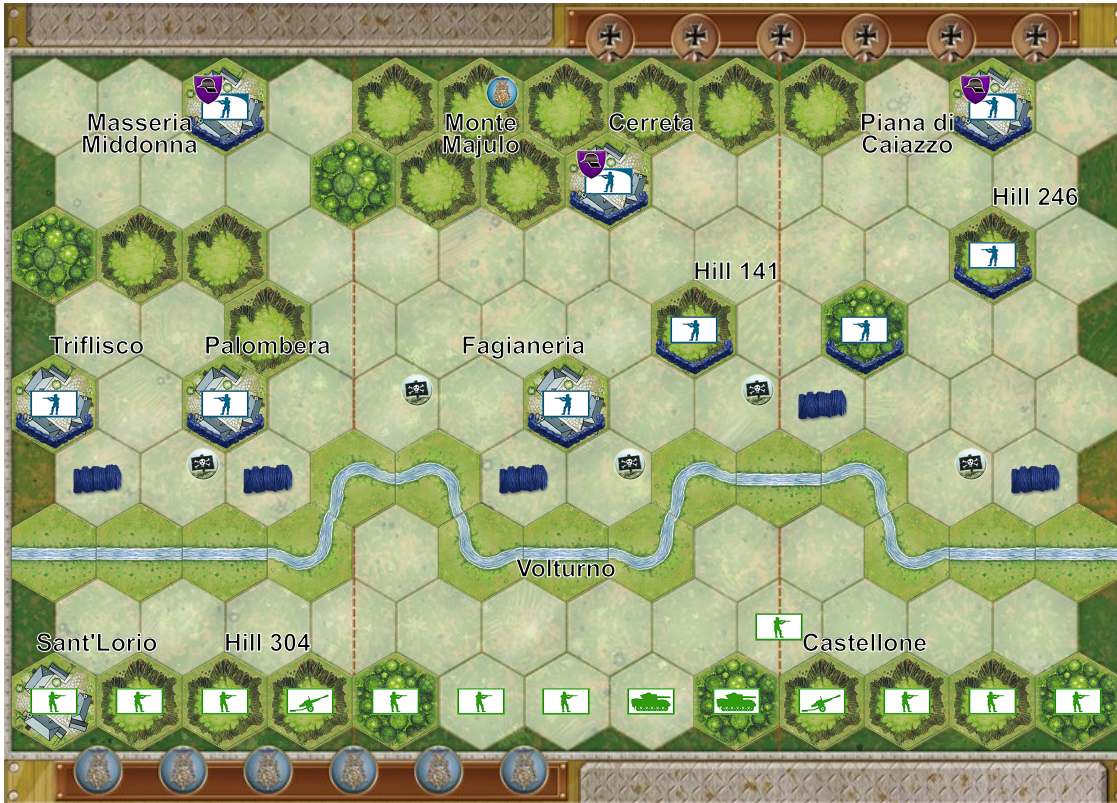 Masseria
Middonna
Monte
Majulo
Cerreta
Piana di
Caiazzo
Hill 246
Hill 141
Triflisco
Palombera
Fagianeria
Volturno
Sant'Lorio
Hill 304
Castellone